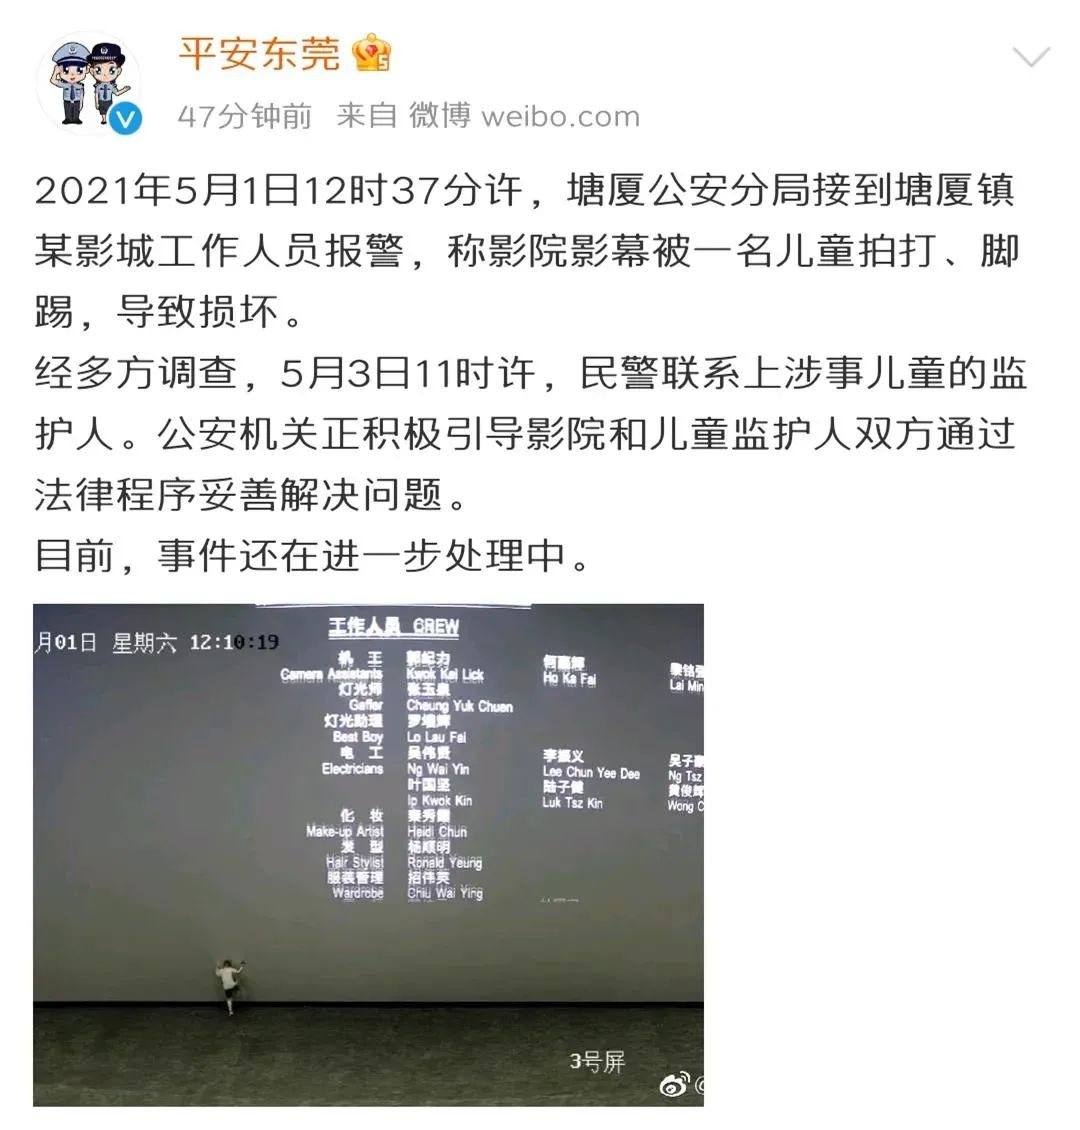 平安东莞
47分钟前 来自 微博 weibo.com
2021年5月1日12时37分许，塘厦公安分局接到塘厦镇
某影城工作人员报警，称影院影幕被一名儿童拍打、脚
踢，导致损坏。
经多方调查，5月3日11时许，民警联系上涉事儿童的监
护人。公安机关正积极引导影院和儿童监护人双方通过
法律程序妥善解决问题。
目前，事件还在进一步处理中。
月01日 星期六 12:10:19
工作人员 CREW
机 王 郭纪力 何嘉辉
Camera Assistants Kwok Kei Lick Ho Ka Fai Lai Min
灯光师 张玉泉
Gaffer Cheung Yuk Chuen
灯光助理
Best Boy Lo Lau Fai
电 工 吴伟贤 李振义 吴子
Electricians Ng Wai Yin Lee Chun Yee Dee Ng Tsz
叶国坚 陆子健 黄俊辉
Ip Kwok Kin Luk Tsz Kin Wong C
化 妆 秦秀霞
Make-up Artist Heidi Chun
发 型 杨顺明
Hair Stylist Ronald Yeung
服装管理 招伟英
Wardrobe Chiu Wai Ying
3号屏